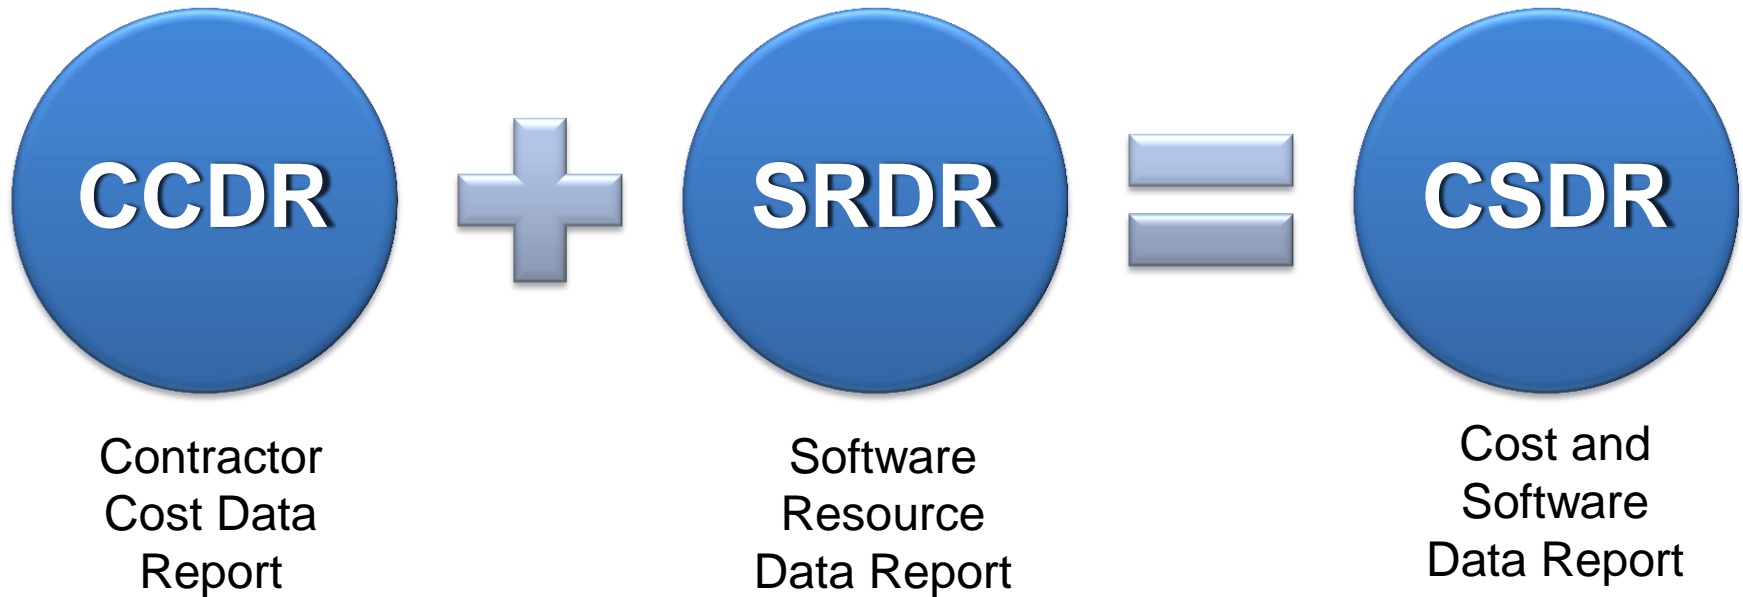 CCDR
SRDR
CSDR
Contractor
Cost Data
Report
Software
Resource
Data Report
Cost and
Software
Data Report